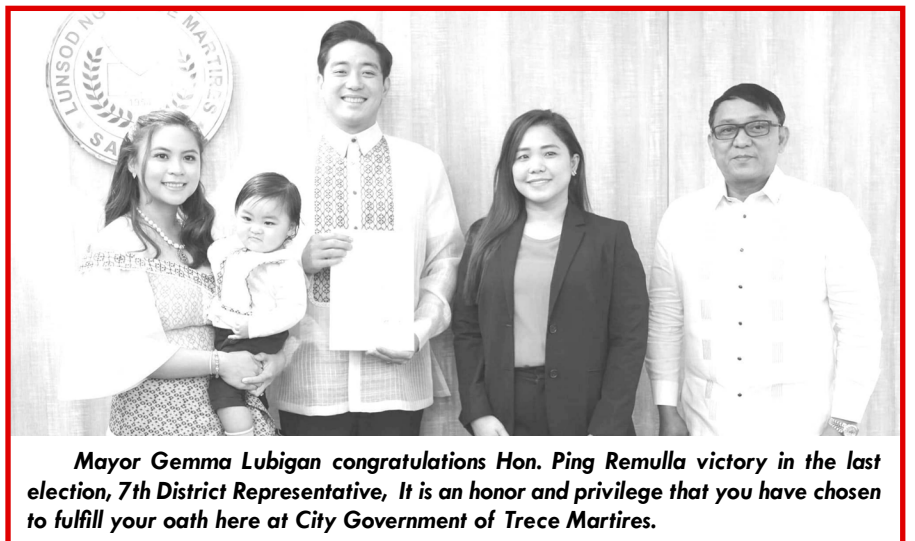 LUNSOD NG
MARTIRES
Mayor Gemma Lubigan congratulations Hon. Ping Remulla victory in the last
election, 7th District Representative, It is an honor and privilege that you have chosen
to fulfill your oath here at City Government of Trece Martires.